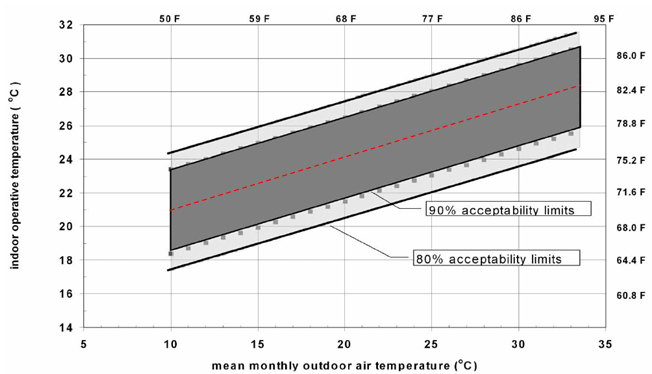 50 F 59 F 68 F 77 F 86 F 95 F
32
30
28
26
24
22
20
18
16
14
86.0 F
82.4 F
78.8 F
75.2 F
71.6 F
68.0 F
64.4 F
60.8 F
indoor operative temperature ( °C)
90% acceptability limits
80% acceptability limits
5 10 15 20 25 30 35
mean monthly outdoor air temperature (°C)